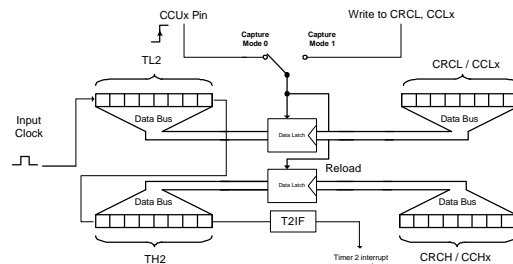 CCUx Pin
Write to CRCL, CCLx
Capture
Mode 0
Capture
Mode 1
TL2
CRCL / CCLx
Input
Clock
Data Bus
Data Latch
Data Bus
Reload
Data Bus
Data Latch
Data Bus
T2IF
TH2
Timer 2 interrupt
CRCH / CCHx